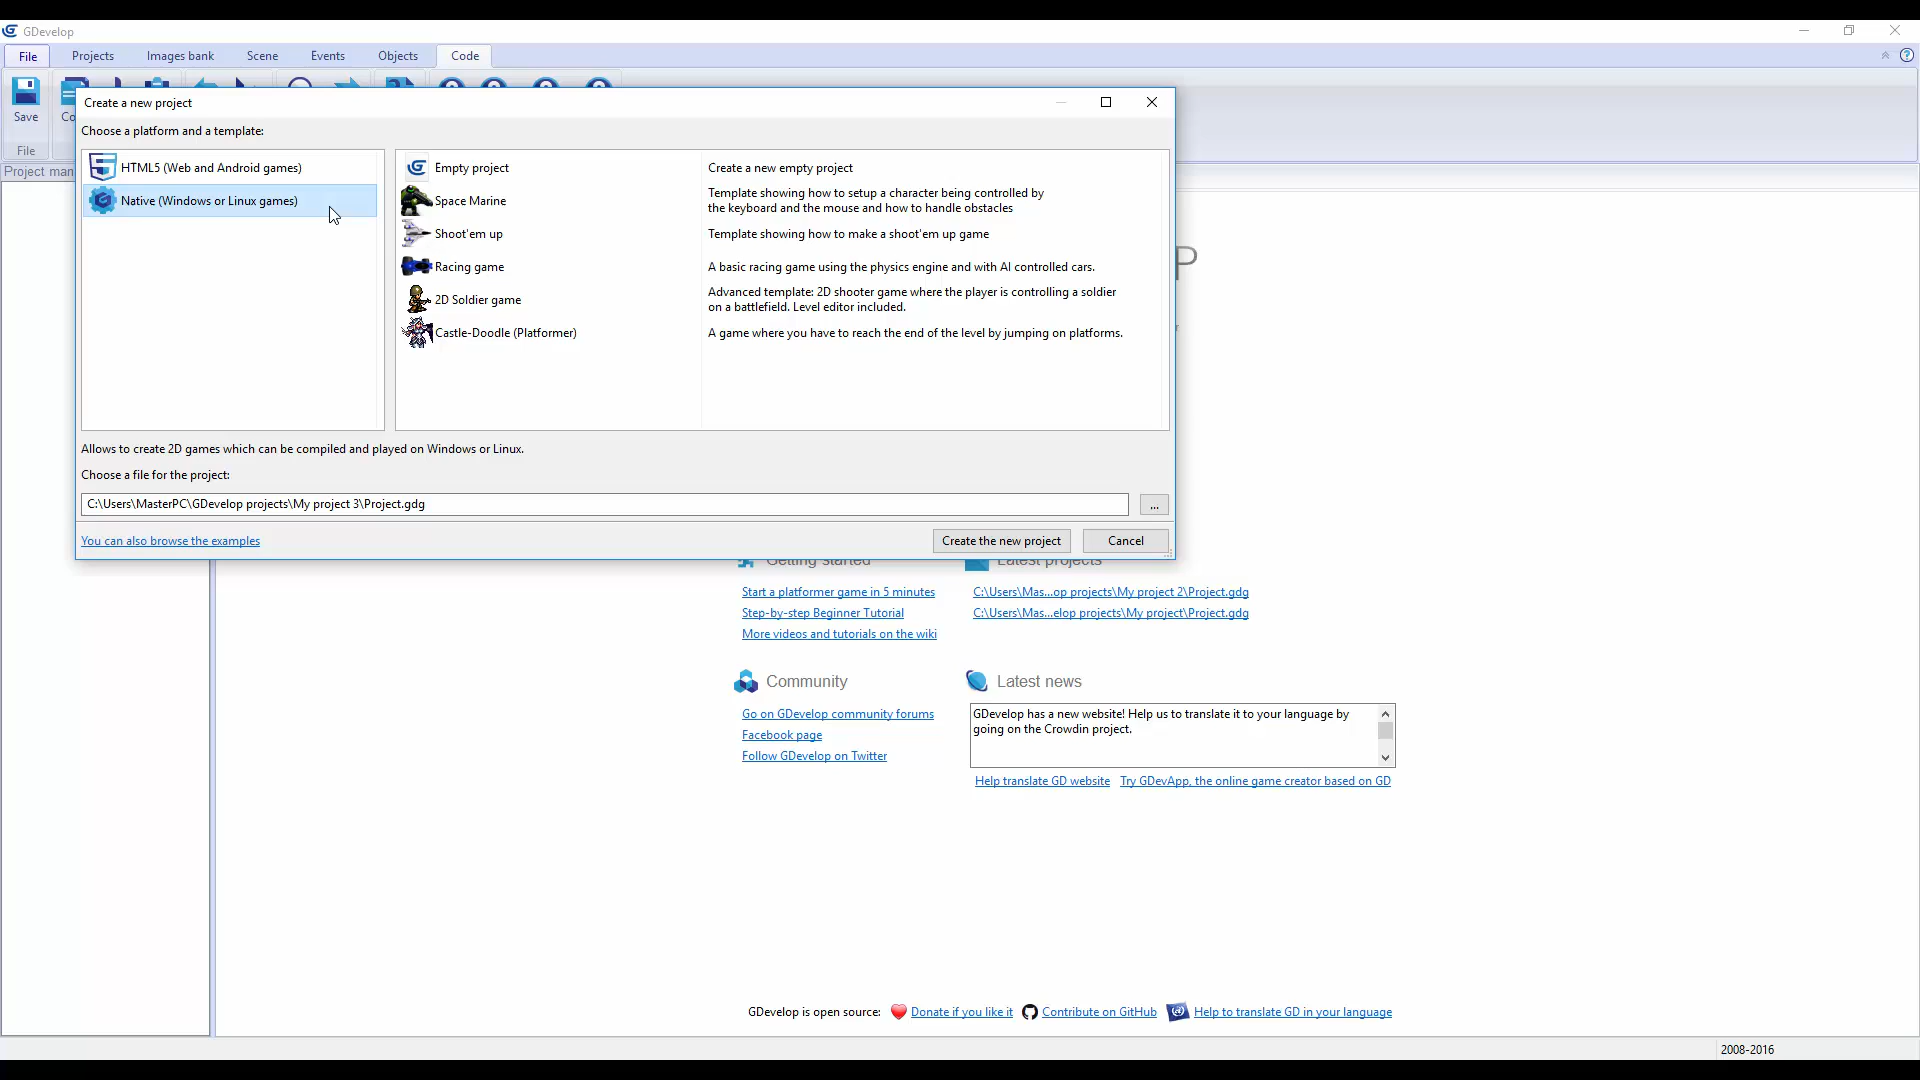 GDevelop
File
Projects
Images bank
Scene
Events
Objects
Code
Save
Co
File
Project man
Create a new project
Choose a platform and a template:
HTML5 (Web and Android games)
Native (Windows or Linux games)
Empty project
Create a new empty project
Space Marine
Template showing how to setup a character being controlled by
the keyboard and the mouse and how to handle obstacles
Shoot'em up
Template showing how to make a shoot'em up game
Racing game
A basic racing game using the physics engine and with AI controlled cars.
2D Soldier game
Advanced template: 2D shooter game where the player is controlling a soldier
on a battlefield. Level editor included.
Castle-Doodle (Platformer)
A game where you have to reach the end of the level by jumping on platforms.
Allows to create 2D games which can be compiled and played on Windows or Linux.
Choose a file for the project:
C:\Users\MasterPC\GDevelop projects\My project 3\Project.gdg
...
You can also browse the examples
Create the new project
Cancel
P
Getting started
Latest projects
Start a platformer game in 5 minutes
C:\Users\Mas...op projects\My project 2\Project.gdg
Step-by-step Beginner Tutorial
C:\Users\Mas...elop projects\My project\Project.gdg
More videos and tutorials on the wiki
Community
Latest news
Go on GDevelop community forums
GDevelop has a new website! Help us to translate it to your language by
going on the Crowdin project.
Facebook page
Follow GDevelop on Twitter
Help translate GD website
Try GDevApp, the online game creator based on GD
GDevelop is open source:
Donate if you like it
Contribute on GitHub
Help to translate GD in your language
2008-2016